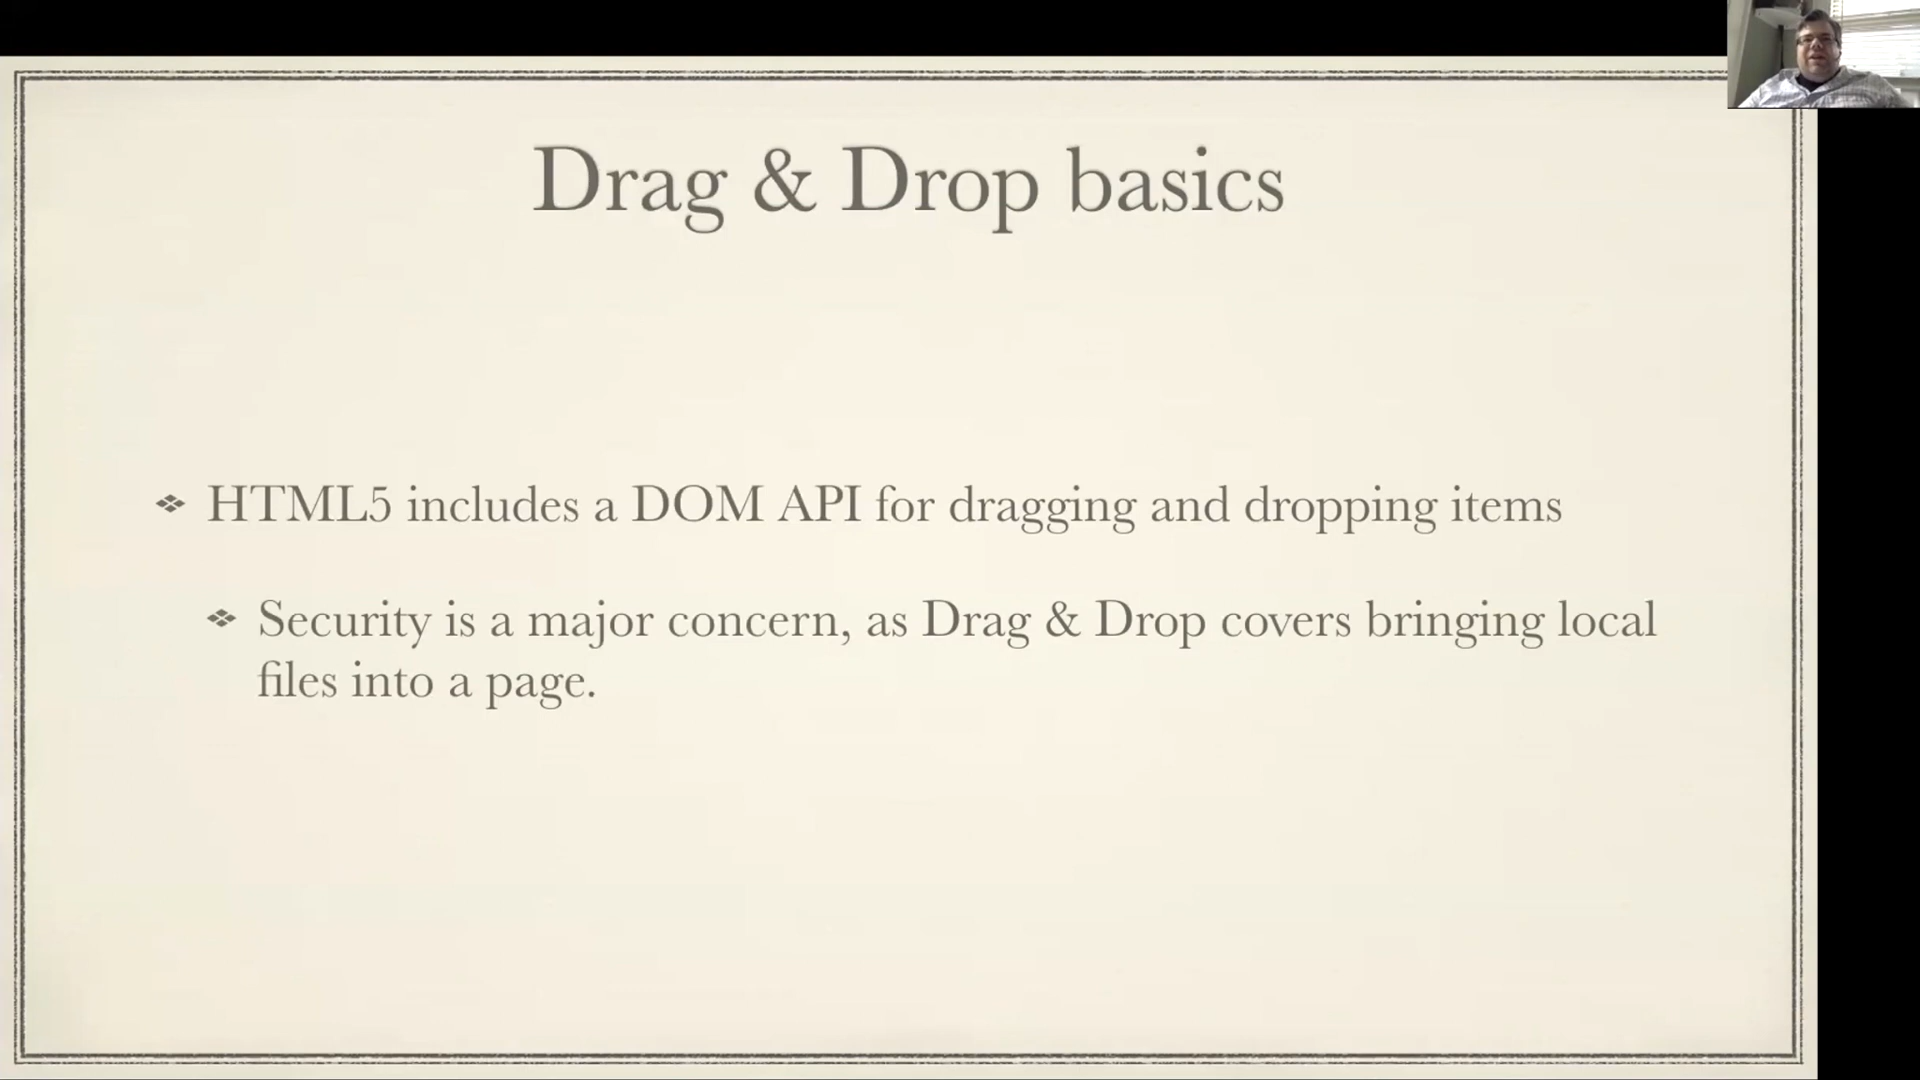 Drag & Drop basics
HTML5 includes a DOM API for dragging and dropping items
Security is a major concern, as Drag & Drop covers bringing local
files into a page.